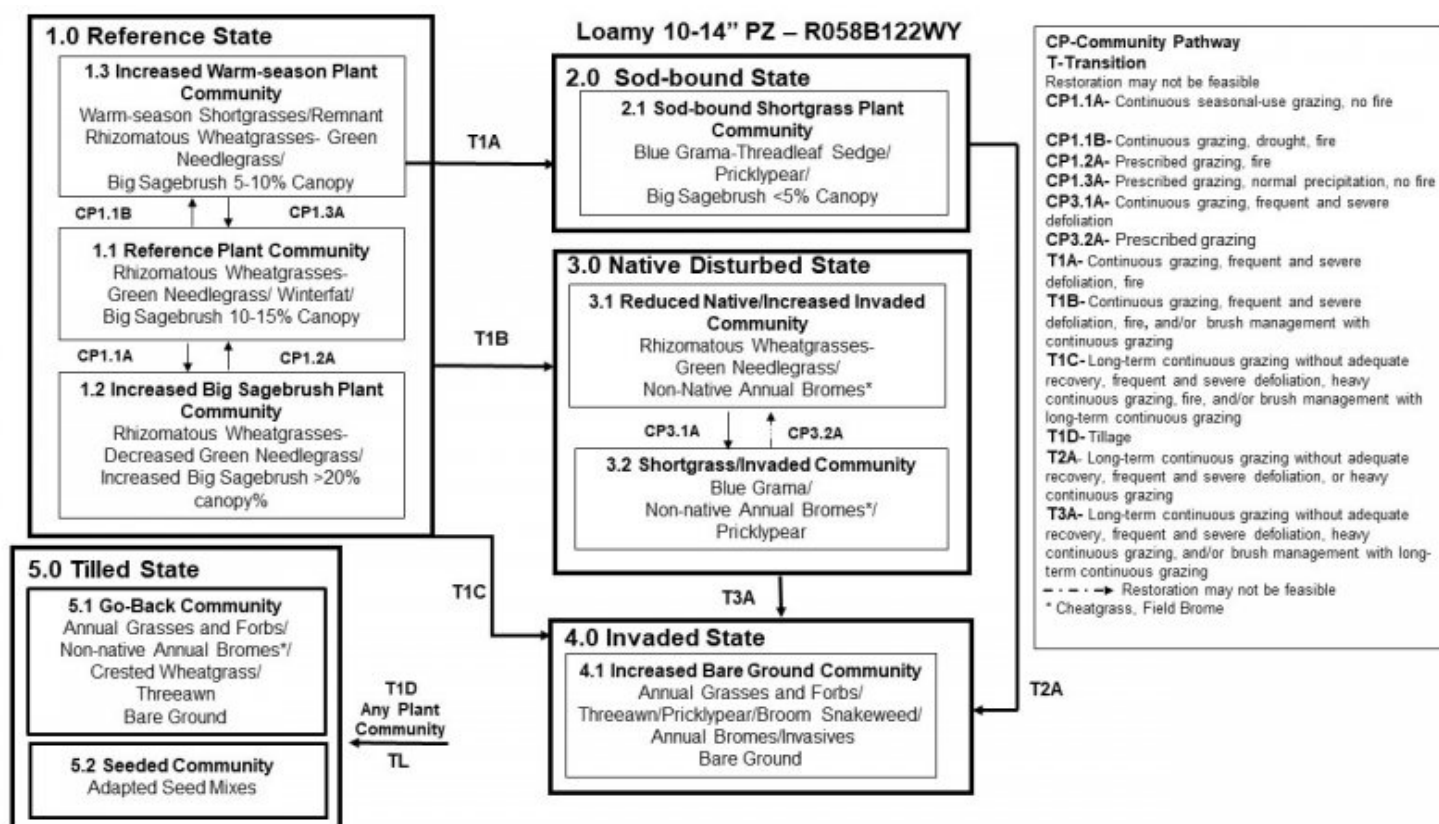 Loamy 10-14” PZ – R058B122WY
1.0 Reference State
1.3 Increased Warm-season Plant
Community
Warm-season Shortgrasses/Remnant
Rhizomatous Wheatgrasses- Green
Needlegrass/
Big Sagebrush 5-10% Canopy
CP1.1B
CP1.3A
1.1 Reference Plant Community
Rhizomatous Wheatgrasses-
Green Needlegrass/ Winterfat/
Big Sagebrush 10-15% Canopy
CP1.1A
CP1.2A
1.2 Increased Big Sagebrush Plant
Community
Rhizomatous Wheatgrasses-
Decreased Green Needlegrass/
Increased Big Sagebrush >20%
canopy%
T1A
T1B
T1C
2.0 Sod-bound State
2.1 Sod-bound Shortgrass Plant
Community
Blue Grama-Threadleaf Sedge/
Pricklypear/
Big Sagebrush <5% Canopy
3.0 Native Disturbed State
3.1 Reduced Native/Increased Invaded
Community
Rhizomatous Wheatgrasses-
Green Needlegrass/
Non-Native Annual Bromes*
CP3.1A
CP3.2A
3.2 Shortgrass/Invaded Community
Blue Grama/
Non-native Annual Bromes*/
Pricklypear
T3A
T2A
4.0 Invaded State
4.1 Increased Bare Ground Community
Annual Grasses and Forbs/
Threeawn/Pricklypear/Broom Snakeweed/
Annual Bromes/Invasives
Bare Ground
5.0 Tilled State
5.1 Go-Back Community
Annual Grasses and Forbs/
Non-native Annual Bromes*/
Crested Wheatgrass/
Threeawn
Bare Ground
5.2 Seeded Community
Adapted Seed Mixes
T1D
Any Plant
Community
TL
CP-Community Pathway
T-Transition
Restoration may not be feasible
CP1.1A- Continuous seasonal-use grazing, no fire
CP1.1B- Continuous grazing, drought, fire
CP1.2A- Prescribed grazing, fire
CP1.3A- Prescribed grazing, normal precipitation, no fire
CP3.1A- Continuous grazing, frequent and severe
defoliation
CP3.2A- Prescribed grazing
T1A- Continuous grazing, frequent and severe
defoliation, fire
T1B- Continuous grazing, frequent and severe
defoliation, fire, and/or brush management with
continuous grazing
T1C- Long-term continuous grazing without adequate
recovery, frequent and severe defoliation, heavy
continuous grazing, fire, and/or brush management with
long-term continuous grazing
T1D- Tillage
T2A- Long-term continuous grazing without adequate
recovery, frequent and severe defoliation, or heavy
continuous grazing
T3A- Long-term continuous grazing without adequate
recovery, frequent and severe defoliation, heavy
continuous grazing, and/or brush management with long-
term continuous grazing
Restoration may not be feasible
* Cheatgrass, Field Brome